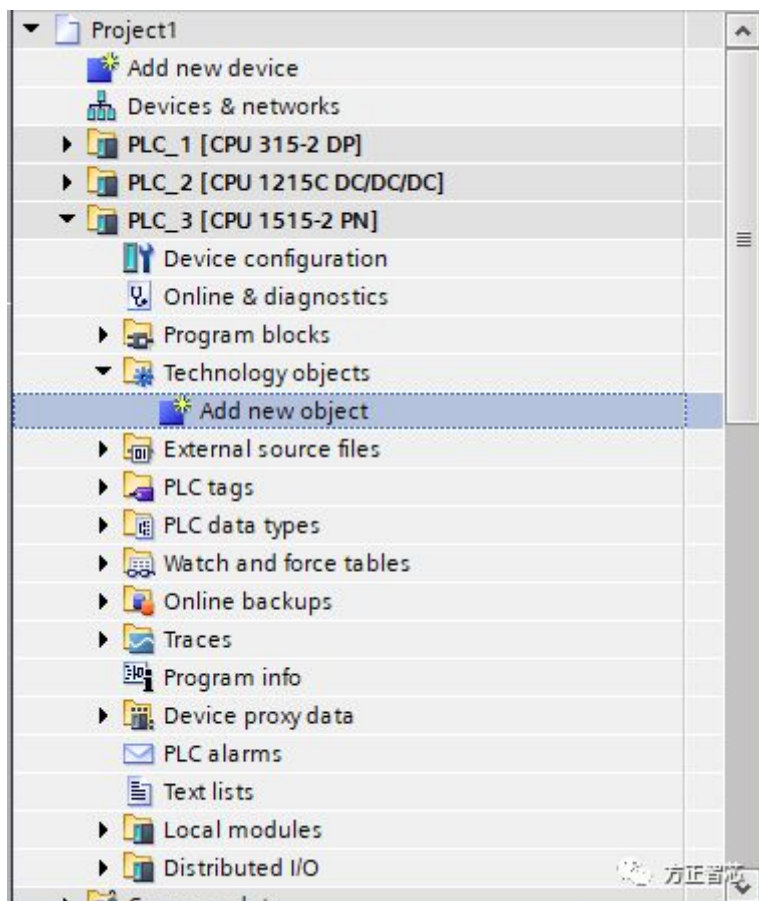 Project1
Add new device
Devices & networks
PLC_1 [CPU 315-2 DP]
PLC_2 [CPU 1215C DC/DC/DC]
PLC_3 [CPU 1515-2 PN]
Device configuration
Online & diagnostics
Program blocks
Technology objects
Add new object
External source files
PLC tags
PLC data types
Watch and force tables
Online backups
Traces
Program info
Device proxy data
PLC alarms
Text lists
Local modules
Distributed I/O
方正智芯